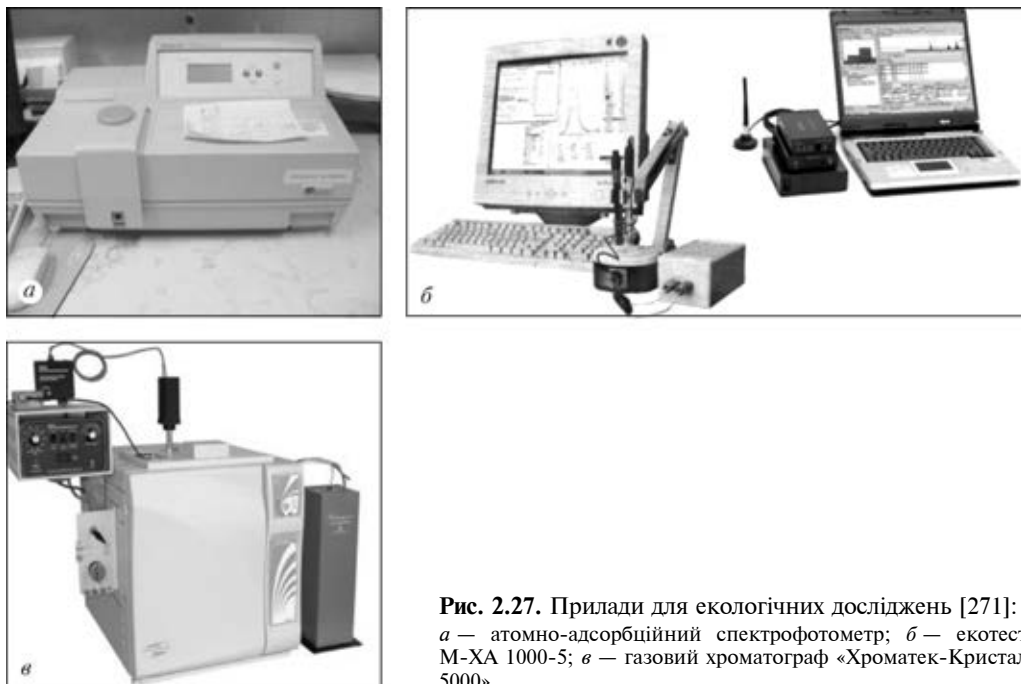 а
б
в
Рис. 2.27. Прилади для екологічних досліджень [271]:
а — атомно-адсорбційний спектрофотометр; б — екотест
М-ХА 1000-5; в — газовий хроматограф «Хроматек-Кристал
5000»